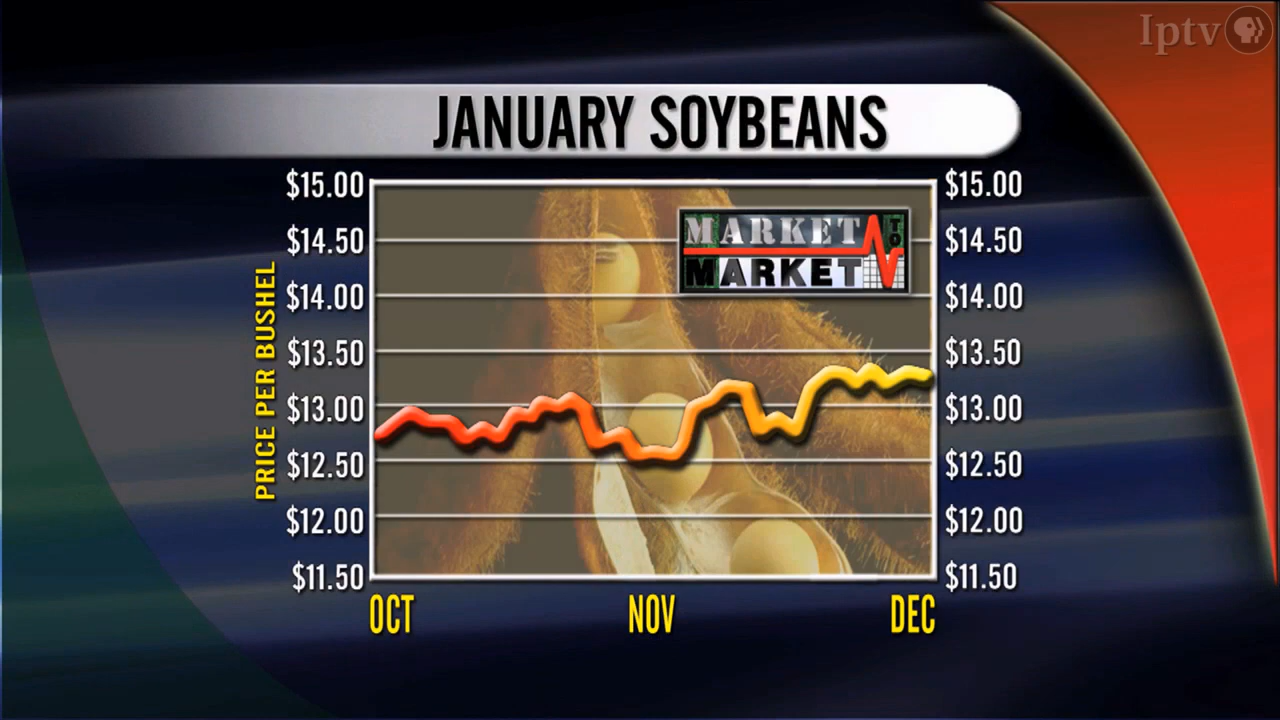 Iptv
JANUARY SOYBEANS
$15.00
$14.50
$14.00
$13.50
$13.00
$12.50
$12.00
$11.50
PRICE PER BUSHEL
MARKET TO
MARKET
$15.00
$14.50
$14.00
$13.50
$13.00
$12.50
$12.00
$11.50
OCT NOV DEC